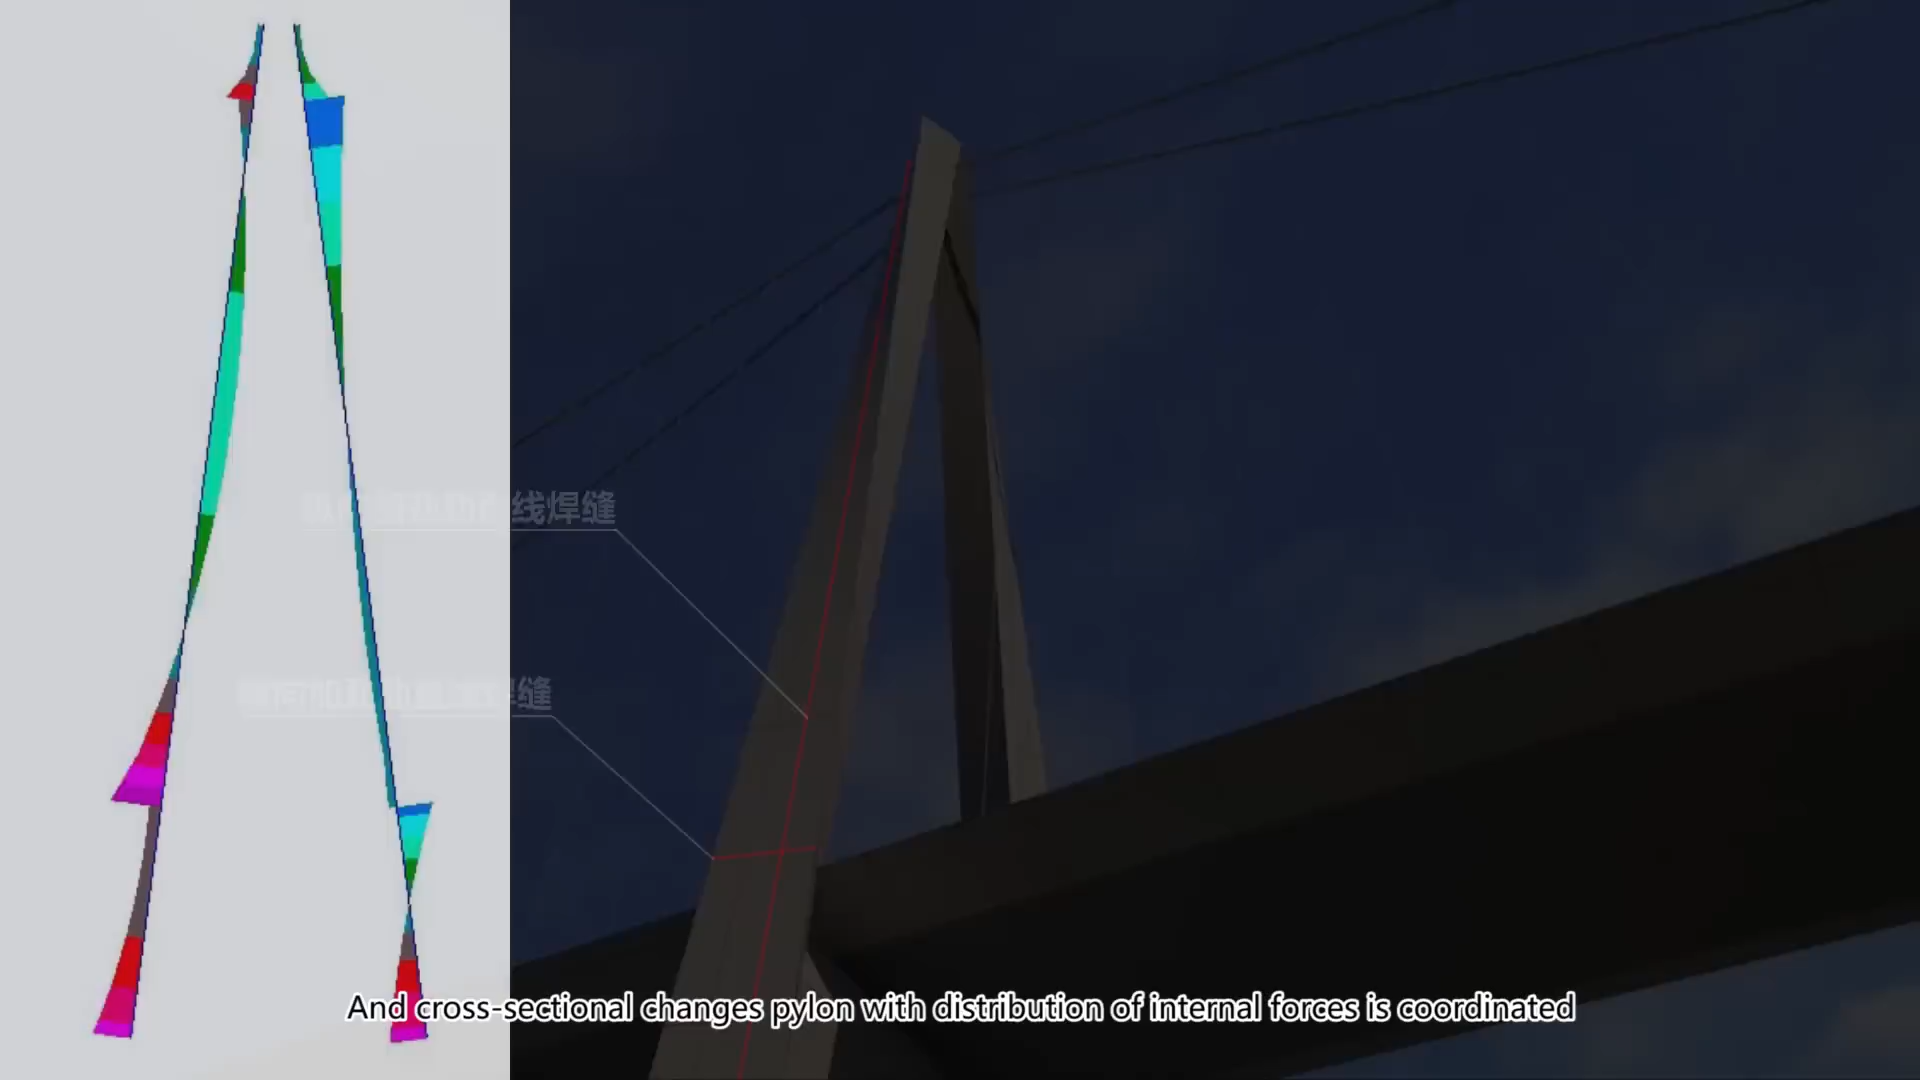 线焊缝
焊缝
And cross-sectional changes pylon with distribution of internal forces is coordinated